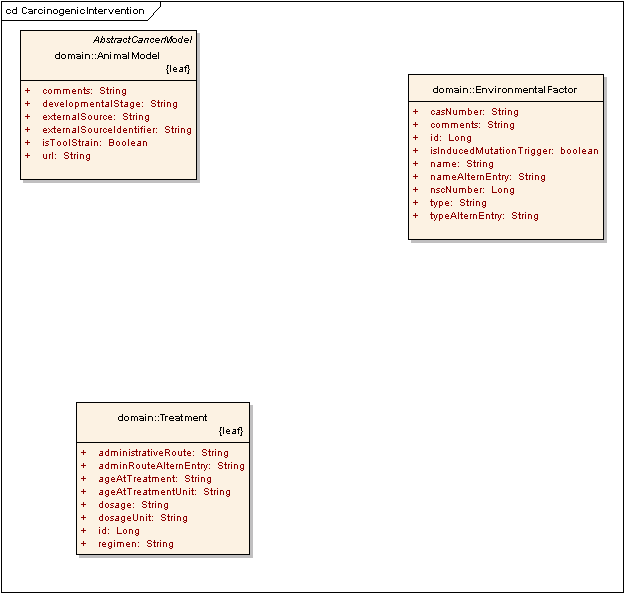 cd CarcinogenicIntervention
AbstractCancerModel
domain::AnimalModel
{leaf}
+ comments: String
+ developmentalStage: String
+ externalSource: String
+ externalSourceIdentifier: String
+ isToolStrain: Boolean
+ url: String
domain::EnvironmentalFactor
+ casNumber: String
+ comments: String
+ id: Long
+ isInducedMutationTrigger: boolean
+ name: String
+ nameAlternEntry: String
+ nscNumber: Long
+ type: String
+ typeAlternEntry: String
domain::Treatment
{leaf}
+ administrativeRoute: String
+ adminRouteAlternEntry: String
+ ageAtTreatment: String
+ ageAtTreatmentUnit: String
+ dosage: String
+ dosageUnit: String
+ id: Long
+ regimen: String